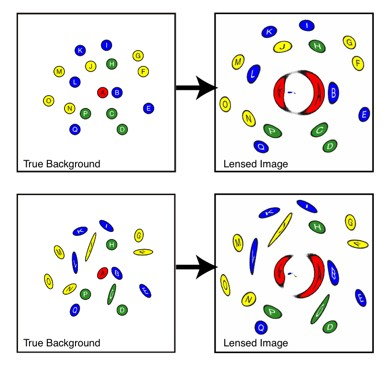 K I
G
M J H F
L
A B
O N P C E
Q D
True Background
K I
J H G
M L F
B
O N P C E
Q D
Lensed Image
K I
H
M
B
N P
Q D
True Background
K I
H G
M
N P
Q D
Lensed Image